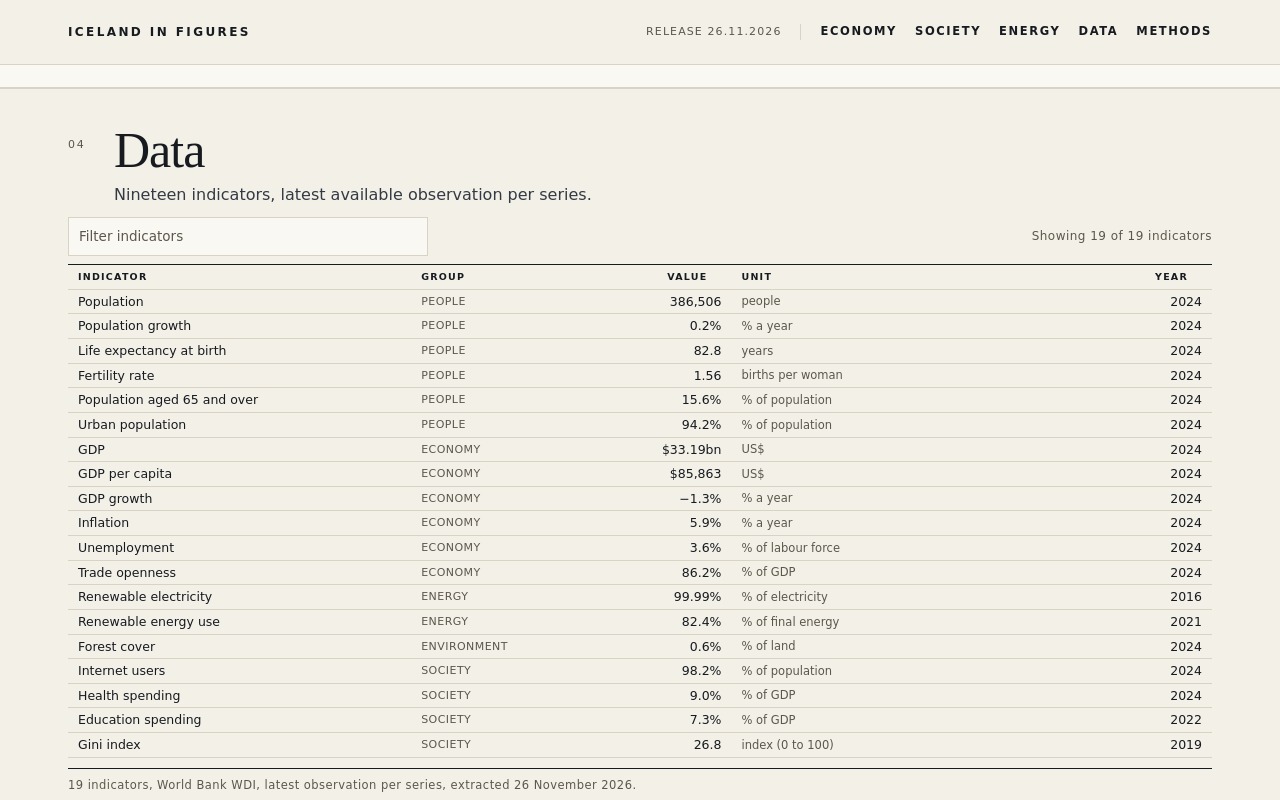 ICELAND IN FIGURES
RELEASE 26.11.2026 ECONOMY SOCIETY ENERGY DATA METHODS
04 Data
Nineteen indicators, latest available observation per series.
Filter indicators Showing 19 of 19 indicators
INDICATOR GROUP VALUE UNIT YEAR
Population PEOPLE 386,506 people 2024
Population growth PEOPLE 0.2% % a year 2024
Life expectancy at birth PEOPLE 82.8 years 2024
Fertility rate PEOPLE 1.56 births per woman 2024
Population aged 65 and over PEOPLE 15.6% % of population 2024
Urban population PEOPLE 94.2% % of population 2024
GDP ECONOMY $33.19bn US$ 2024
GDP per capita ECONOMY $85,863 US$ 2024
GDP growth ECONOMY −1.3% % a year 2024
Inflation ECONOMY 5.9% % a year 2024
Unemployment ECONOMY 3.6% % of labour force 2024
Trade openness ECONOMY 86.2% % of GDP 2024
Renewable electricity ENERGY 99.99% % of electricity 2016
Renewable energy use ENERGY 82.4% % of final energy 2021
Forest cover ENVIRONMENT 0.6% % of land 2024
Internet users SOCIETY 98.2% % of population 2024
Health spending SOCIETY 9.0% % of GDP 2024
Education spending SOCIETY 7.3% % of GDP 2022
Gini index SOCIETY 26.8 index (0 to 100) 2019
19 indicators, World Bank WDI, latest observation per series, extracted 26 November 2026.